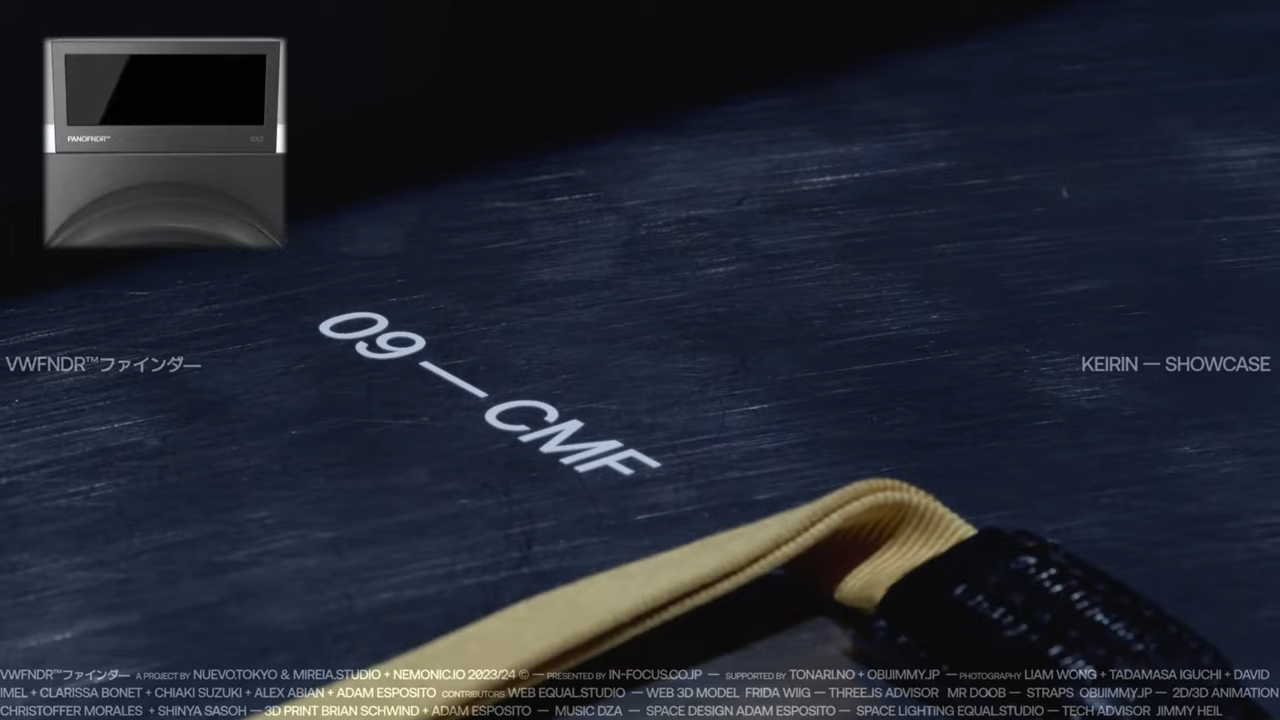 PANOFNDR™
09—CMF
VWFNDR™ファインダー
KEIRIN — SHOWCASE
VWFNDR™ファインダー A PROJECT BY NUEVO.TOKYO & MIREIA.STUDIO + NEMONIC.IO 2023/24 © — PRESENTED BY IN-FOCUS.CO.JP — SUPPORTED BY TONARI.NO + OBIJIMMY.JP — PHOTOGRAPHY LIAM WONG + TADAMASA IGUCHI + DAVID
IMEL + CLARISSA BONET + CHIAKI SUZUKI + ALEX ABIAN + ADAM ESPOSITO CONTRIBUTORS WEB EQUAL.STUDIO — WEB 3D MODEL FRIDA WIIG — THREE.JS ADVISOR MR DOOB — STRAPS OBIJIMMY.JP — 2D/3D ANIMATION
CHRISTOFFER MORALES + SHINYA SASOH — 3D PRINT BRIAN SCHWIND + ADAM ESPOSITO — MUSIC DZA — SPACE DESIGN ADAM ESPOSITO — SPACE LIGHTING EQUAL.STUDIO — TECH ADVISOR JIMMY HEIL